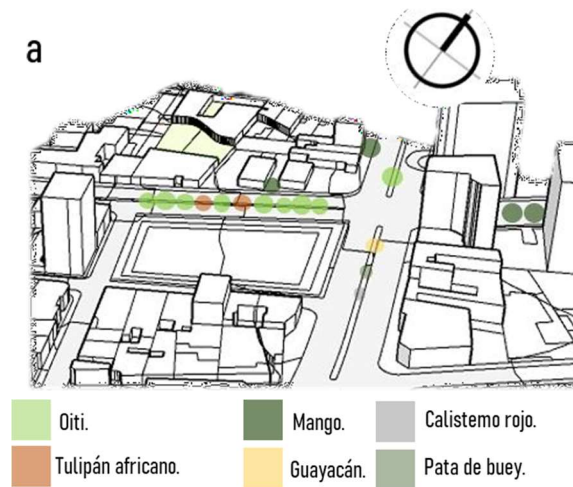 a
Oiti.
Mango.
Calistemo rojo.
Tulipán africano.
Guayacán.
Pata de buey.